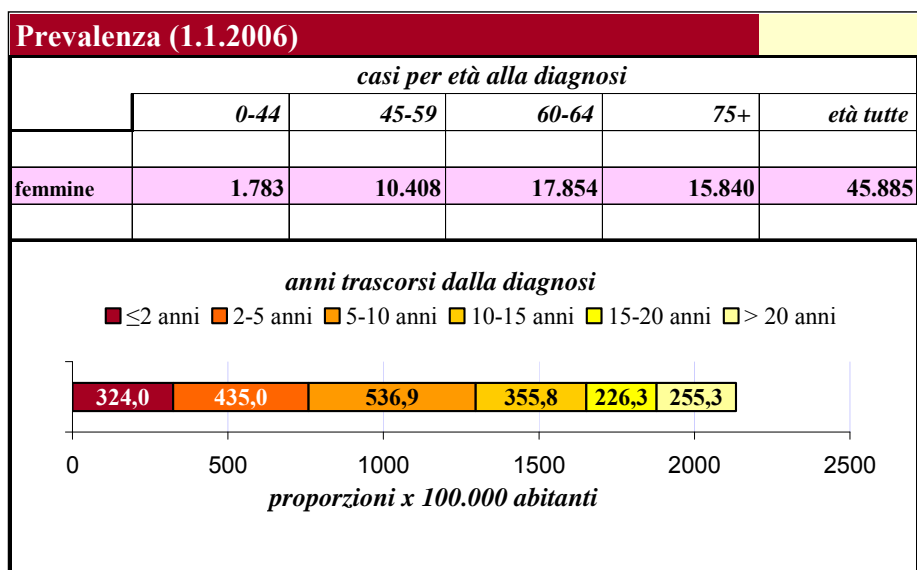 Prevalenza (1.1.2006)
casi per età alla diagnosi
0-44 45-59 60-64 75+ età tutte
femmine 1.783 10.408 17.854 15.840 45.885
anni trascorsi dalla diagnosi
≤2 anni 2-5 anni 5-10 anni 10-15 anni 15-20 anni > 20 anni
324,0 435,0 536,9 355,8 226,3 255,3
0 500 1000 1500 2000 2500
proporzioni x 100.000 abitanti